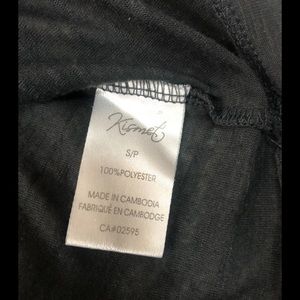 Kismet
S/P
100%POLYESTER
MADE IN CAMBODIA
FABRIQUÉ EN CAMBODGE
CA#02595